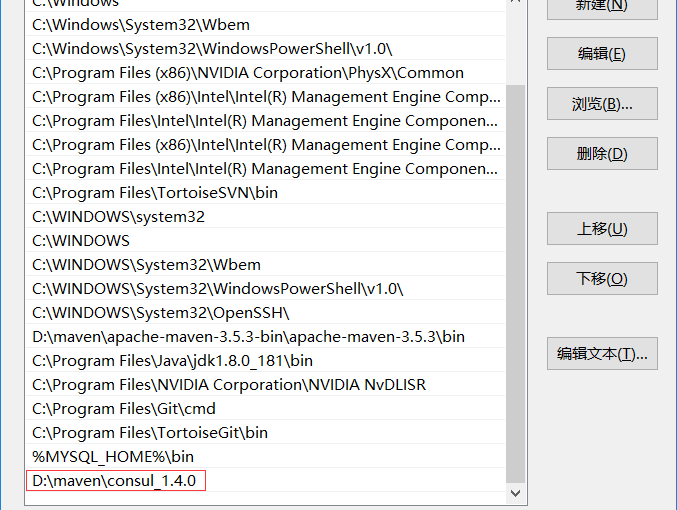 C:\Windows
C:\Windows\System32\Wbem
C:\Windows\System32\WindowsPowerShell\v1.0\
C:\Program Files (x86)\NVIDIA Corporation\PhysX\Common
C:\Program Files (x86)\Intel\Intel(R) Management Engine Comp...
C:\Program Files\Intel\Intel(R) Management Engine Componen...
C:\Program Files (x86)\Intel\Intel(R) Management Engine Comp...
C:\Program Files\Intel\Intel(R) Management Engine Componen...
C:\Program Files\TortoiseSVN\bin
C:\WINDOWS\system32
C:\WINDOWS
C:\WINDOWS\System32\Wbem
C:\WINDOWS\System32\WindowsPowerShell\v1.0\
C:\WINDOWS\System32\OpenSSH\
D:\maven\apache-maven-3.5.3-bin\apache-maven-3.5.3\bin
C:\Program Files\Java\jdk1.8.0_181\bin
C:\Program Files\NVIDIA Corporation\NVIDIA NvDLISR
C:\Program Files\Git\cmd
C:\Program Files\TortoiseGit\bin
%MYSQL_HOME%\bin
D:\maven\consul_1.4.0
新建(N)
编辑(E)
浏览(B)...
删除(D)
上移(U)
下移(O)
编辑文本(T)...